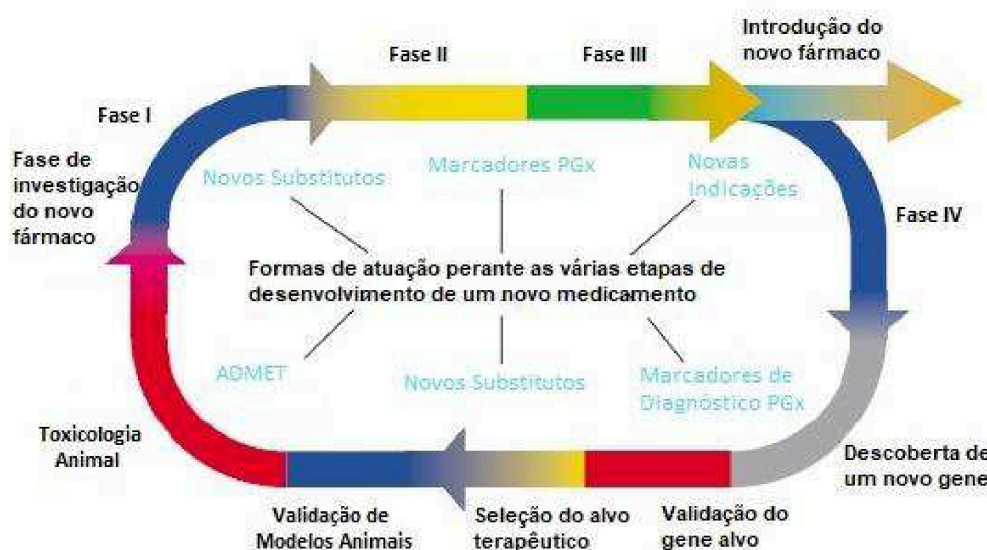 Introdução do
novo fármaco
Fase II
Fase III
Fase I
Fase de
investigação
do novo
fármaco
Novos Substitutos
Marcadores PGx
Novas
Indicações
Fase IV
Formas de atuação perante as várias etapas de
desenvolvimento de um novo medicamento
ADMET
Novos Substitutos
Marcadores de
Diagnóstico PGx
Toxicologia
Animal
Descoberta de
um novo gene
Validação de
Modelos Animais
Seleção do alvo
terapêutico
Validação do
gene alvo